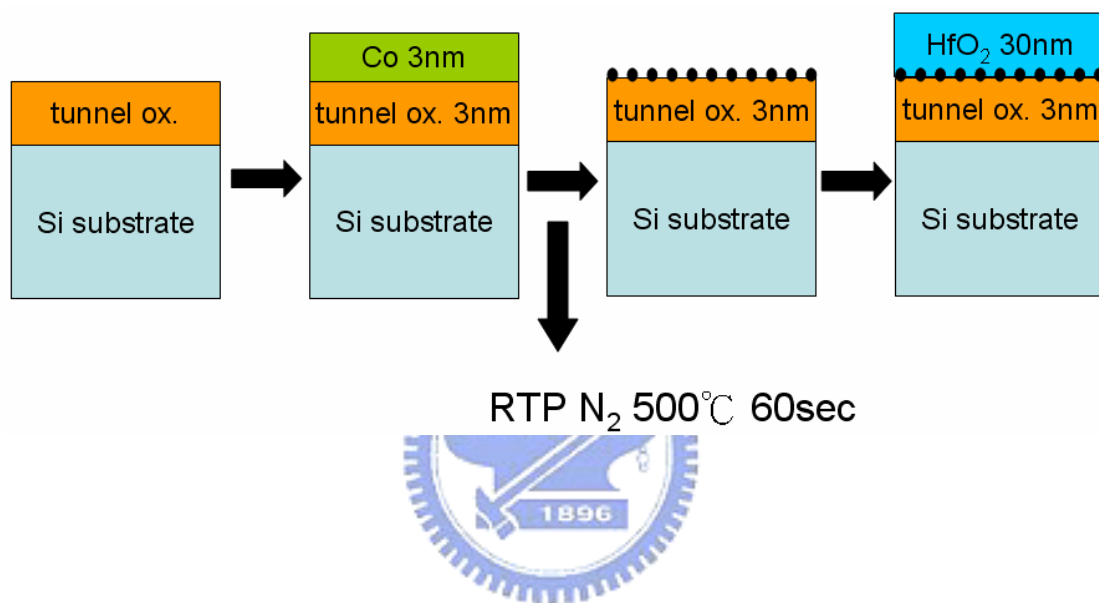 tunnel ox.
Si substrate
Co 3nm
tunnel ox. 3nm
Si substrate
tunnel ox. 3nm
Si substrate
HfO₂ 30nm
tunnel ox. 3nm
Si substrate
RTP N₂ 500℃ 60sec
1896